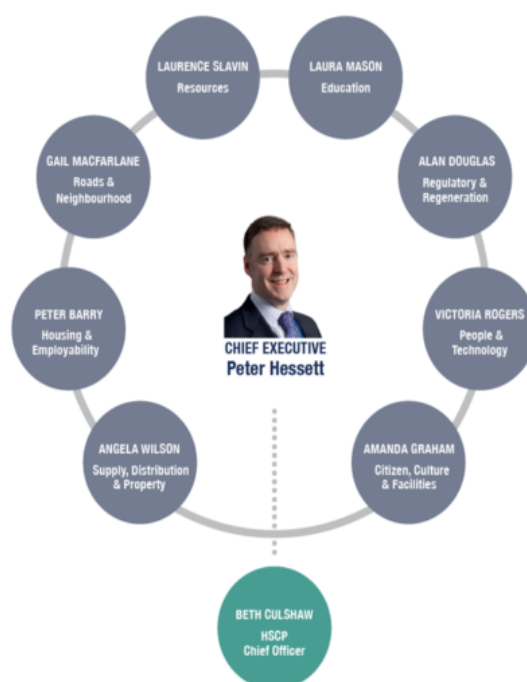 LAURENCE SLAVIN
Resources
LAURA MASON
Education
GAIL MACFARLANE
Roads &
Neighbourhood
ALAN DOUGLAS
Regulatory &
Regeneration
PETER BARRY
Housing &
Employability
CHIEF EXECUTIVE
Peter Hessett
VICTORIA ROGERS
People &
Technology
ANGELA WILSON
Supply, Distribution
& Property
AMANDA GRAHAM
Citizen, Culture
& Facilities
BETH CULSHAW
HSCP
Chief Officer